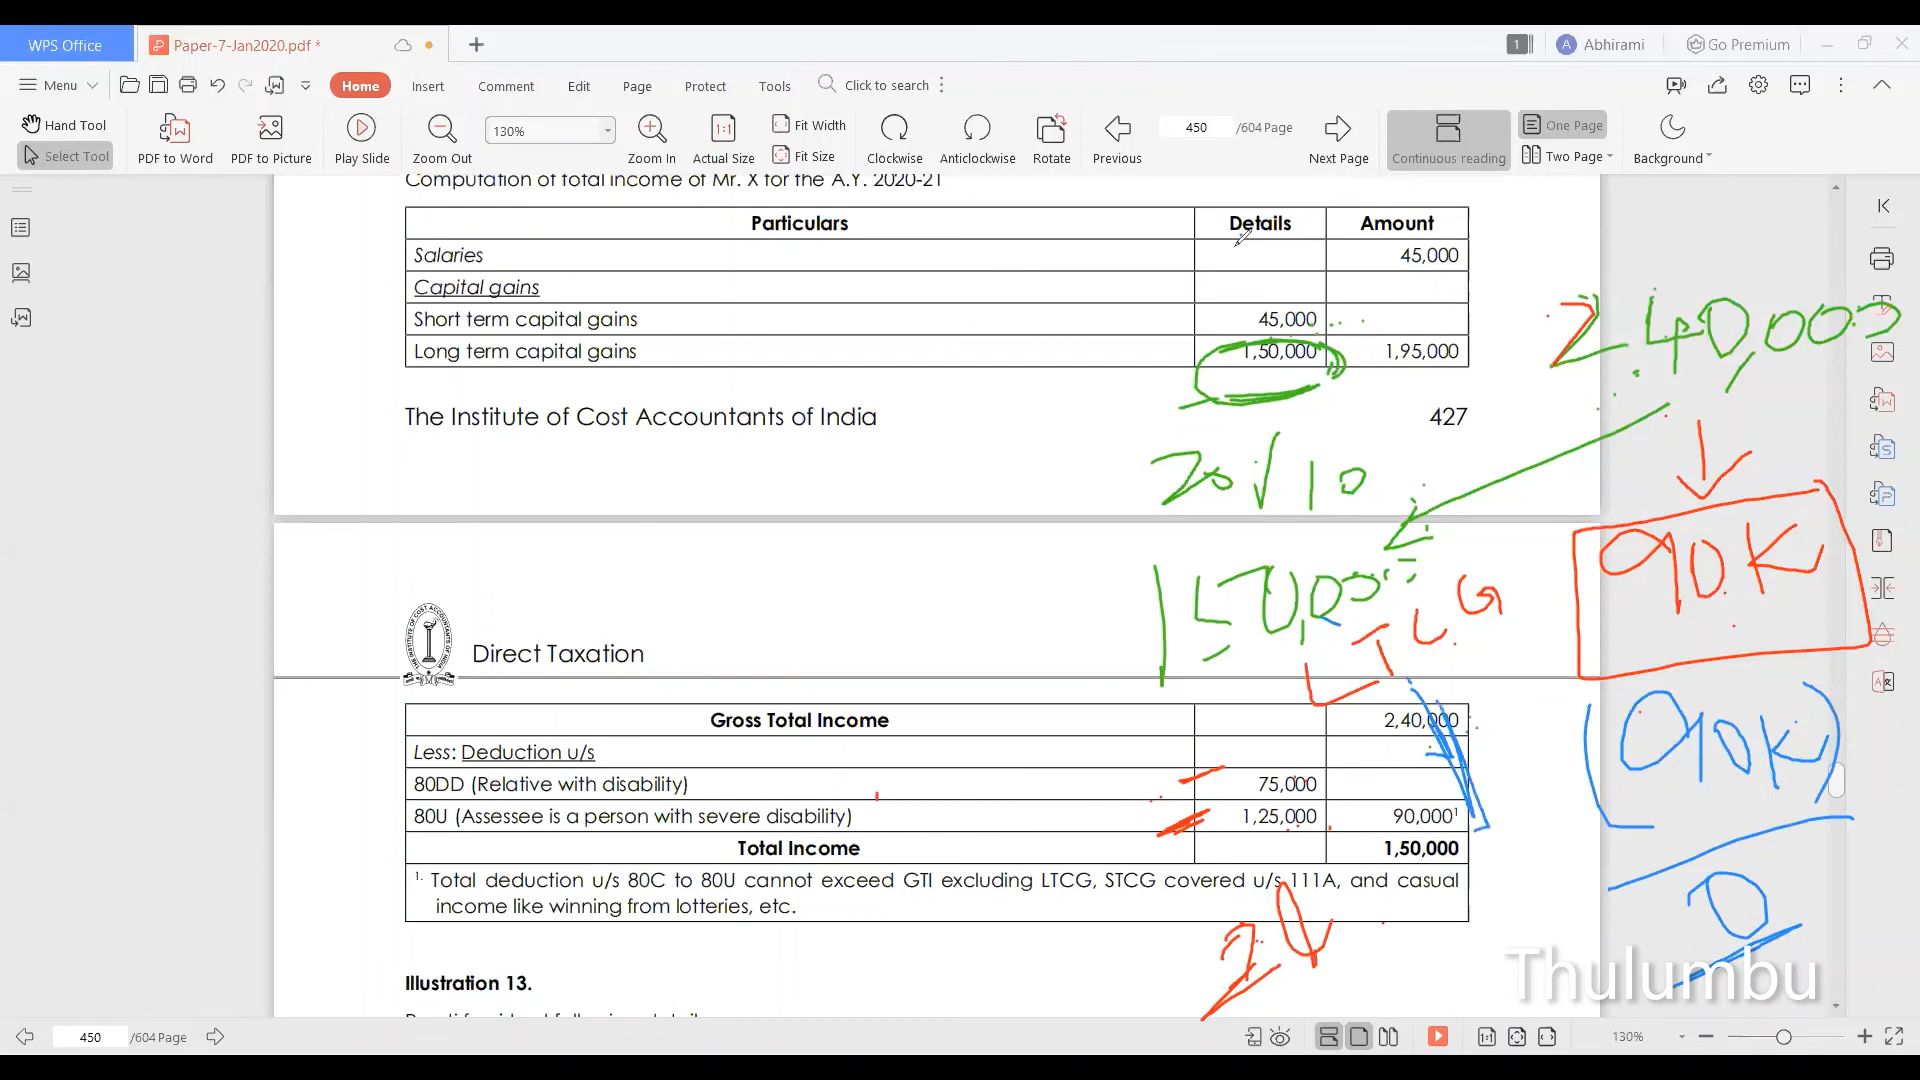 WPS Office
Paper-7-Jan2020.pdf *
1
A Abhirami
Go Premium
Menu
Home
Insert
Comment
Edit
Page
Protect
Tools
Click to search
Hand Tool
Select Tool
PDF to Word
PDF to Picture
Play Slide
Zoom Out
130%
Zoom In
Actual Size
Fit Width
Fit Size
Clockwise
Anticlockwise
Rotate
Previous
450 /604 Page
Next Page
Continuous reading
One Page
Two Page
Background
Computation of total income of Mr. X for the A.Y. 2020-21
Particulars Details Amount
Salaries 45,000
Capital gains
Short term capital gains 45,000
Long term capital gains 1,50,000 1,95,000
2,40,000
The Institute of Cost Accountants of India 427
20 / 10
90K
150,000
LTCG
Direct Taxation
Gross Total Income 2,40,000
Less: Deduction u/s
80DD (Relative with disability) 75,000
80U (Assessee is a person with severe disability) 1,25,000 90,000¹
(90K)
Total Income 1,50,000
1. Total deduction u/s 80C to 80U cannot exceed GTI excluding LTCG, STCG covered u/s 111A, and casual
income like winning from lotteries, etc.
0
Illustration 13.
Thulumbu
450 /604 Page
130%